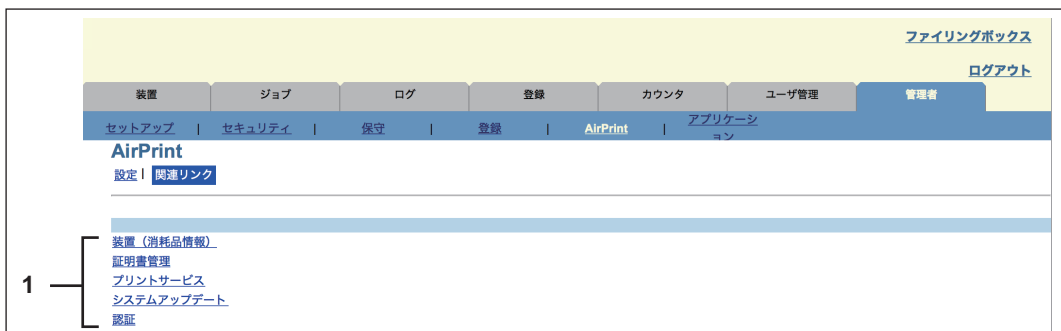 ファイリングボックス
ログアウト
装置 ジョブ ログ 登録 カウンタ ユーザ管理 管理者
セットアップ | セキュリティ | 保守 | 登録 | AirPrint | アプリケーシ
ョン
AirPrint
設定 | 関連リンク
装置（消耗品情報）
証明書管理
1
プリントサービス
システムアップデート
認証